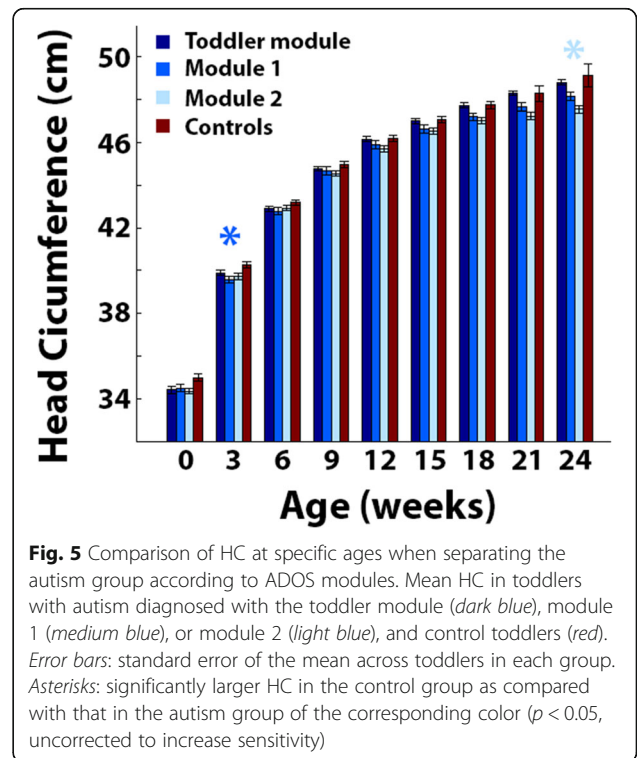 50
Toddler module
Module 1
Module 2
Controls
*
*
46
42
38
34
Head Cicumference (cm)
0 3 6 9 12 15 18 21 24
Age (weeks)
Fig. 5 Comparison of HC at specific ages when separating the
autism group according to ADOS modules. Mean HC in toddlers
with autism diagnosed with the toddler module (dark blue), module
1 (medium blue), or module 2 (light blue), and control toddlers (red).
Error bars: standard error of the mean across toddlers in each group.
Asterisks: significantly larger HC in the control group as compared
with that in the autism group of the corresponding color (p < 0.05,
uncorrected to increase sensitivity)